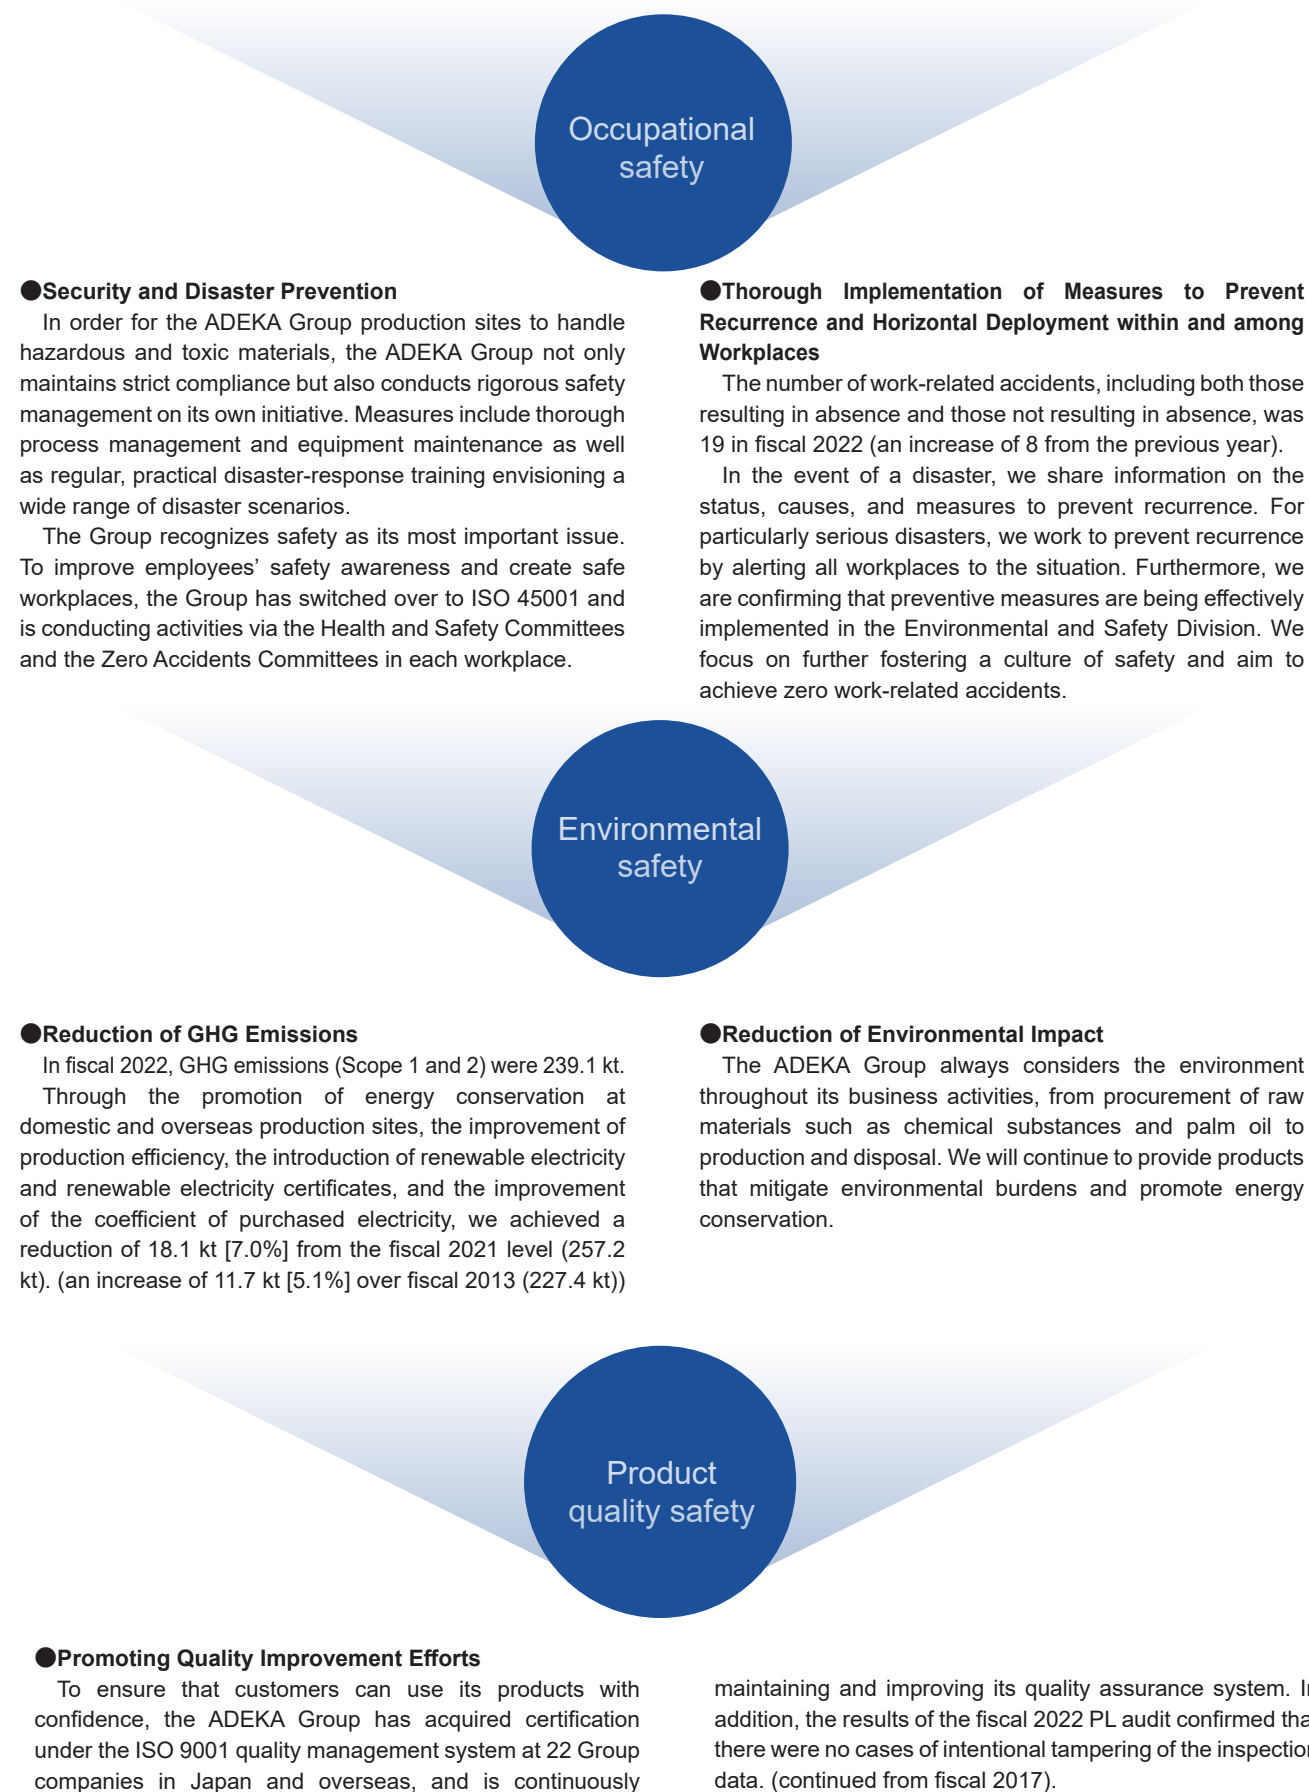 Occupational
safety
●Security and Disaster Prevention
In order for the ADEKA Group production sites to handle
hazardous and toxic materials, the ADEKA Group not only
maintains strict compliance but also conducts rigorous safety
management on its own initiative. Measures include thorough
process management and equipment maintenance as well
as regular, practical disaster-response training envisioning a
wide range of disaster scenarios.
The Group recognizes safety as its most important issue.
To improve employees’ safety awareness and create safe
workplaces, the Group has switched over to ISO 45001 and
is conducting activities via the Health and Safety Committees
and the Zero Accidents Committees in each workplace.
●Thorough Implementation of Measures to Prevent
Recurrence and Horizontal Deployment within and among
Workplaces
The number of work-related accidents, including both those
resulting in absence and those not resulting in absence, was
19 in fiscal 2022 (an increase of 8 from the previous year).
In the event of a disaster, we share information on the
status, causes, and measures to prevent recurrence. For
particularly serious disasters, we work to prevent recurrence
by alerting all workplaces to the situation. Furthermore, we
are confirming that preventive measures are being effectively
implemented in the Environmental and Safety Division. We
focus on further fostering a culture of safety and aim to
achieve zero work-related accidents.
Environmental
safety
●Reduction of GHG Emissions
In fiscal 2022, GHG emissions (Scope 1 and 2) were 239.1 kt.
Through the promotion of energy conservation at
domestic and overseas production sites, the improvement of
production efficiency, the introduction of renewable electricity
and renewable electricity certificates, and the improvement
of the coefficient of purchased electricity, we achieved a
reduction of 18.1 kt [7.0%] from the fiscal 2021 level (257.2
kt). (an increase of 11.7 kt [5.1%] over fiscal 2013 (227.4 kt))
●Reduction of Environmental Impact
The ADEKA Group always considers the environment
throughout its business activities, from procurement of raw
materials such as chemical substances and palm oil to
production and disposal. We will continue to provide products
that mitigate environmental burdens and promote energy
conservation.
Product
quality safety
●Promoting Quality Improvement Efforts
To ensure that customers can use its products with
confidence, the ADEKA Group has acquired certification
under the ISO 9001 quality management system at 22 Group
companies in Japan and overseas, and is continuously
maintaining and improving its quality assurance system. In
addition, the results of the fiscal 2022 PL audit confirmed tha
there were no cases of intentional tampering of the inspection
data. (continued from fiscal 2017).